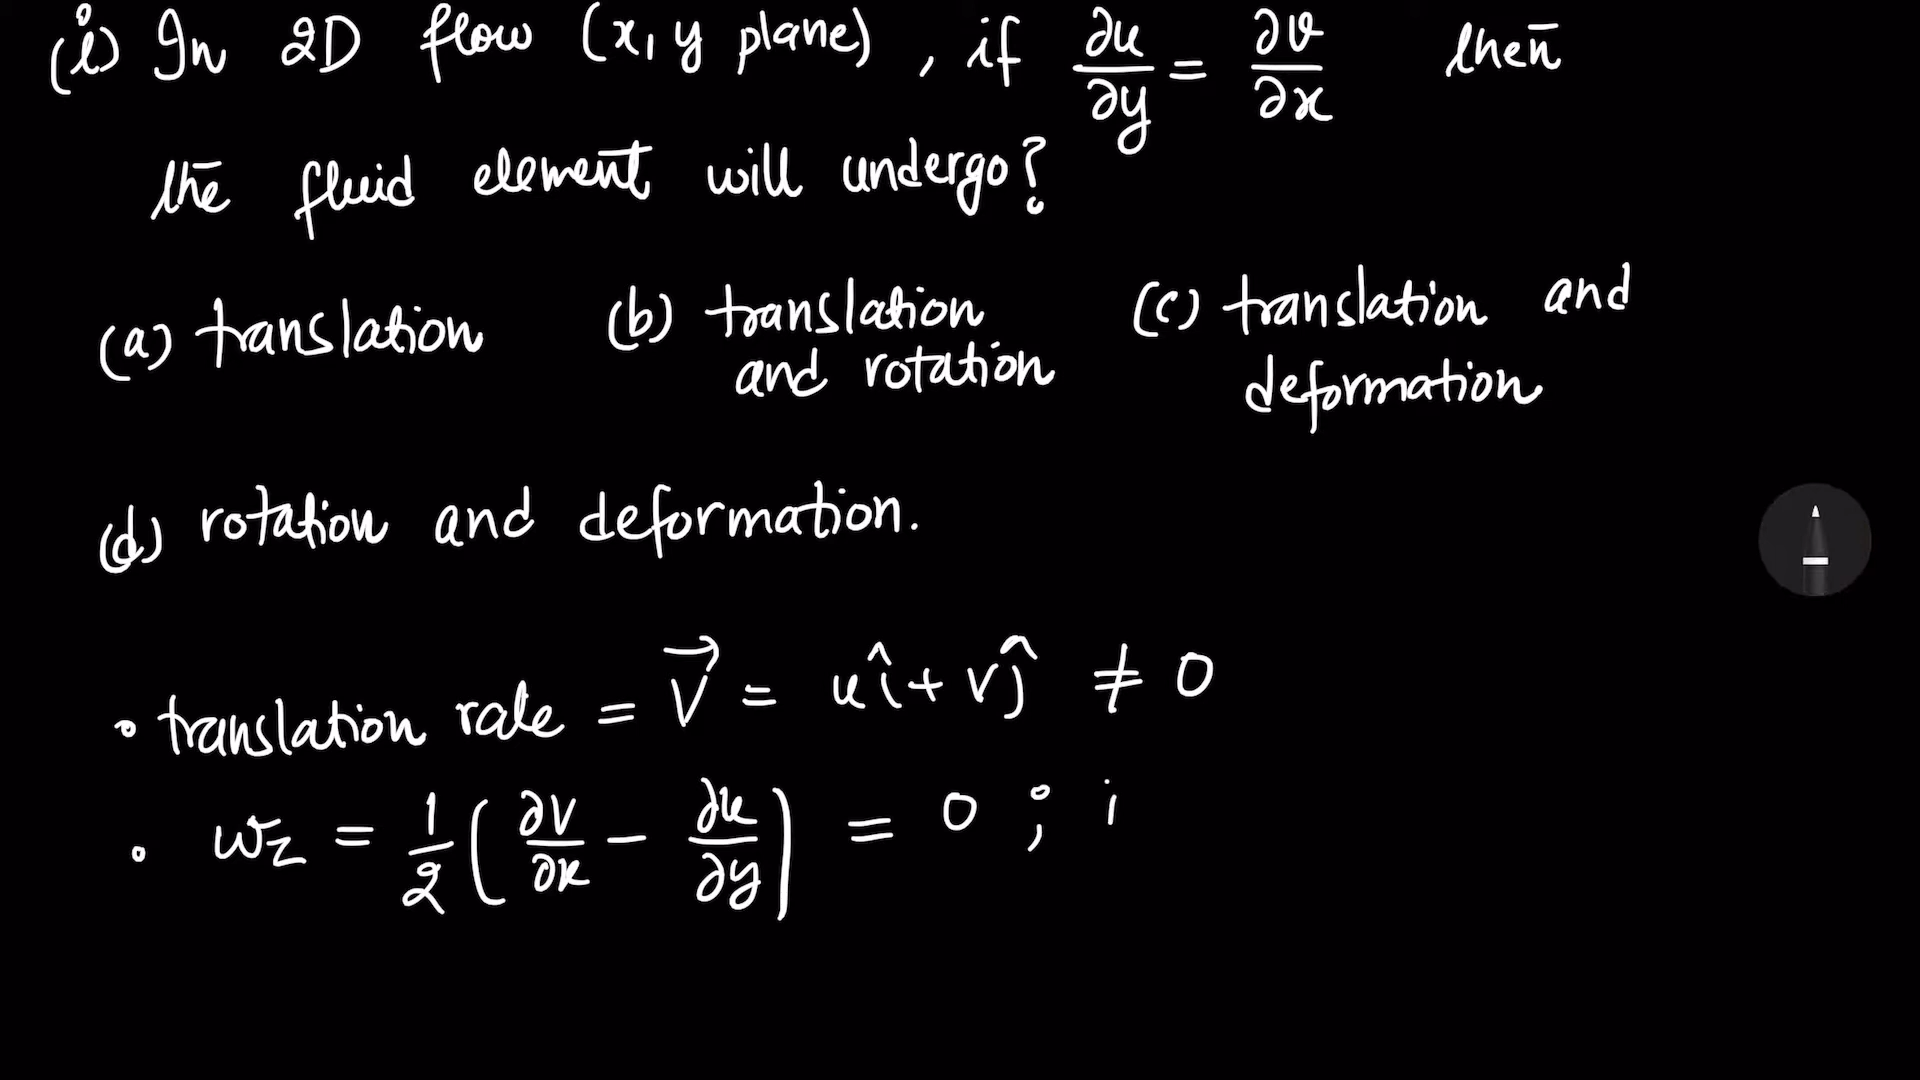 (i) In 2D flow (x, y plane), if ∂u/∂y = ∂v/∂x then
the fluid element will undergo?
(a) translation (b) translation and rotation (c) translation and deformation
(d) rotation and deformation.
• translation rate = V⃗ = uî + vĵ ≠ 0
• ω_z = 1/2 (∂v/∂x − ∂u/∂y) = 0 ; i